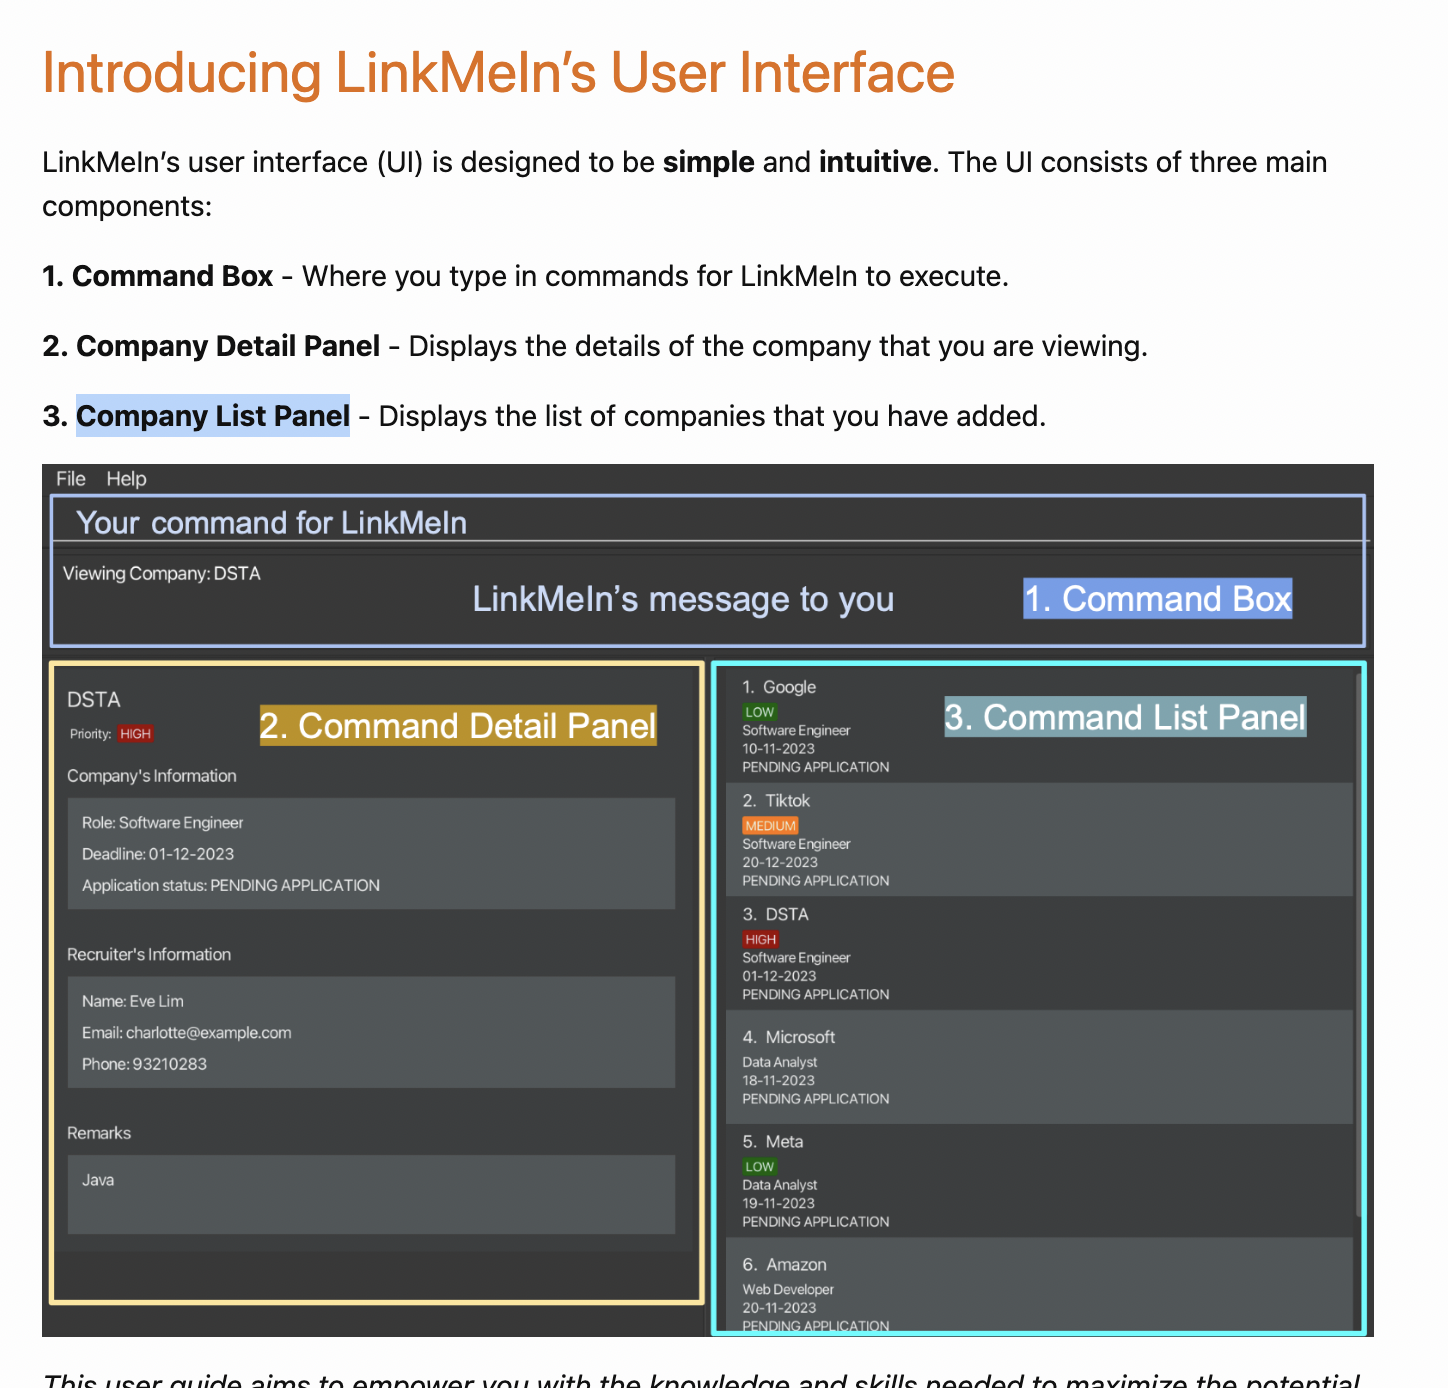 Introducing LinkMeIn’s User Interface
LinkMeIn’s user interface (UI) is designed to be simple and intuitive. The UI consists of three main
components:
1. Command Box - Where you type in commands for LinkMeIn to execute.
2. Company Detail Panel - Displays the details of the company that you are viewing.
3. Company List Panel - Displays the list of companies that you have added.
File Help
Your command for LinkMeIn
Viewing Company: DSTA
LinkMeIn’s message to you
1. Command Box
DSTA
Priority: HIGH
2. Command Detail Panel
Company's Information
Role: Software Engineer
Deadline: 01-12-2023
Application status: PENDING APPLICATION
Recruiter's Information
Name: Eve Lim
Email: charlotte@example.com
Phone: 93210283
Remarks
Java
3. Command List Panel
1. Google
LOW
Software Engineer
10-11-2023
PENDING APPLICATION
2. Tiktok
MEDIUM
Software Engineer
20-12-2023
PENDING APPLICATION
3. DSTA
HIGH
Software Engineer
01-12-2023
PENDING APPLICATION
4. Microsoft
Data Analyst
18-11-2023
PENDING APPLICATION
5. Meta
LOW
Data Analyst
19-11-2023
PENDING APPLICATION
6. Amazon
Web Developer
20-11-2023
PENDING APPLICATION
This user guide aims to empower you with the knowledge and skills needed to maximize the potential